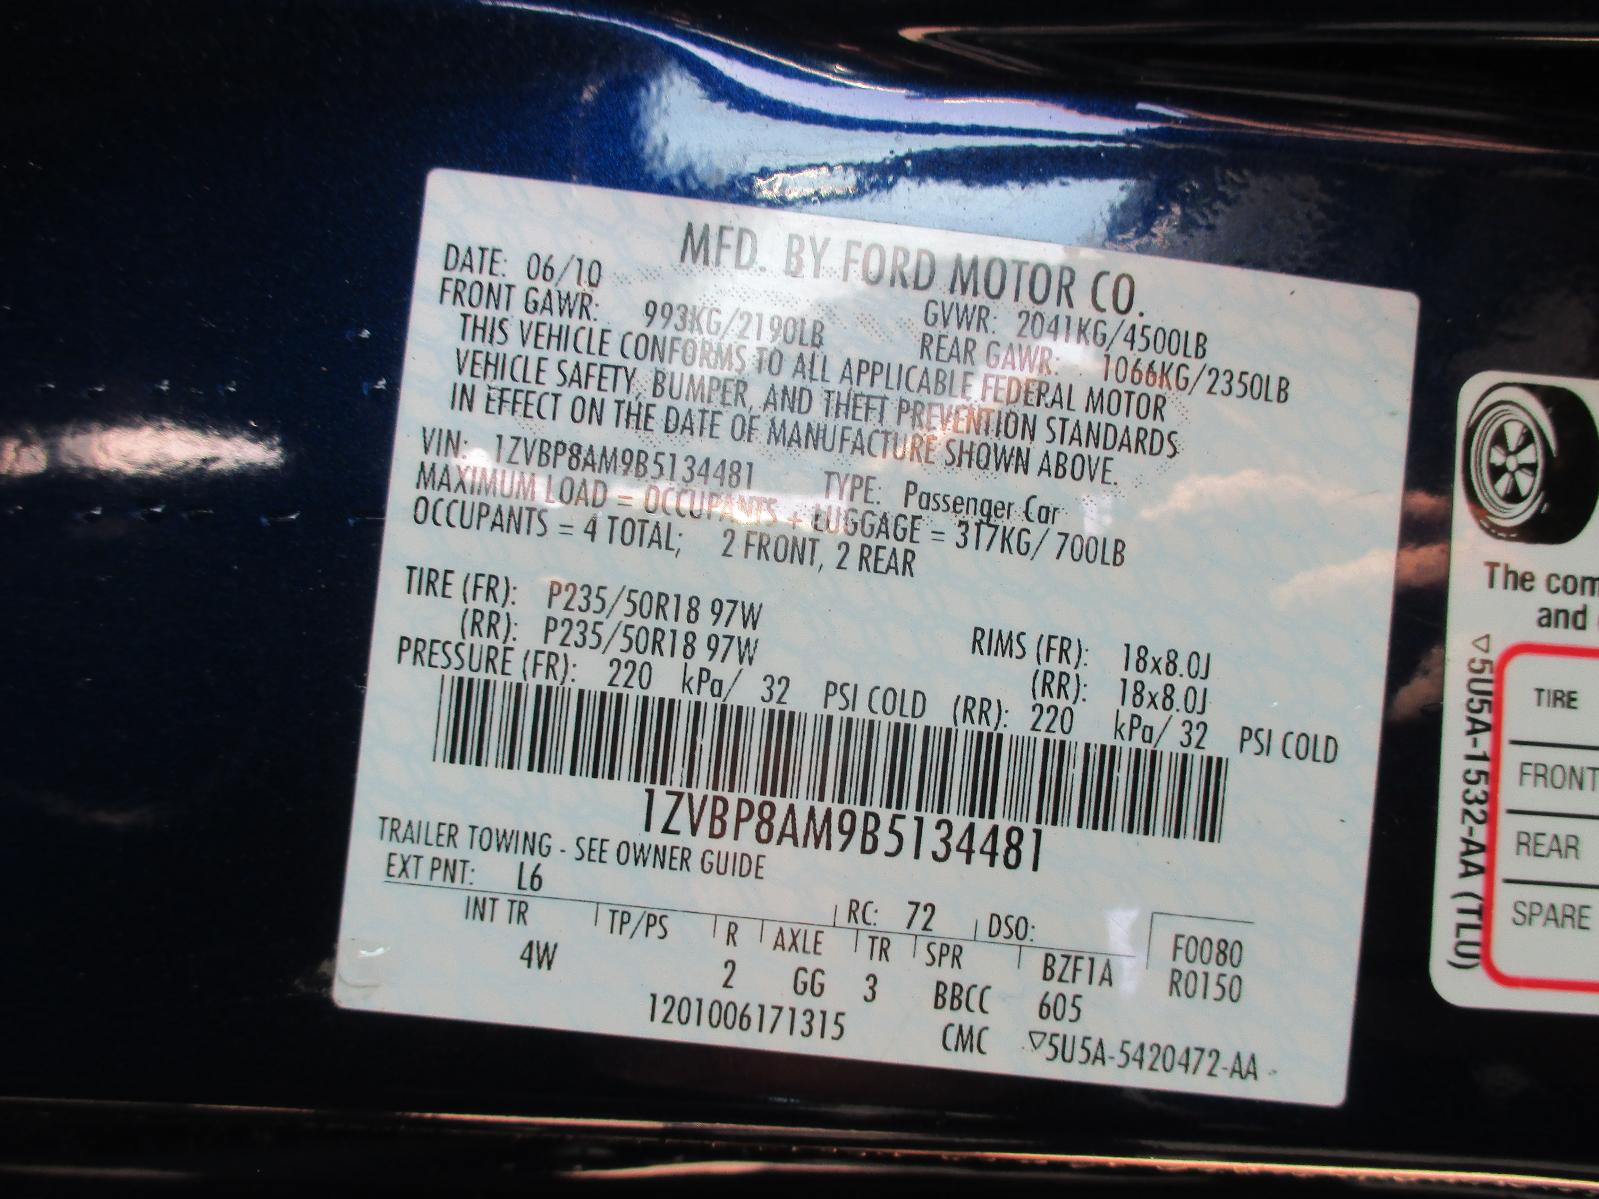 MFD. BY FORD MOTOR CO.
DATE: 06/10
GVWR: 2041KG/4500LB
FRONT GAWR: 993KG/2190LB
REAR GAWR: 1066KG/2350LB
THIS VEHICLE CONFORMS TO ALL APPLICABLE FEDERAL MOTOR
VEHICLE SAFETY, BUMPER, AND THEFT PREVENTION STANDARDS
IN EFFECT ON THE DATE OF MANUFACTURE SHOWN ABOVE.
VIN: 1ZVBP8AM9B5134481 TYPE: Passenger Car
MAXIMUM LOAD = OCCUPANTS + LUGGAGE = 317KG/ 700LB
OCCUPANTS = 4 TOTAL; 2 FRONT, 2 REAR
TIRE (FR): P235/50R18 97W RIMS (FR): 18x8.0J
(RR): P235/50R18 97W (RR): 18x8.0J
PRESSURE (FR): 220 kPa/ 32 PSI COLD (RR): 220 kPa/ 32 PSI COLD
1ZVBP8AM9B5134481
TRAILER TOWING - SEE OWNER GUIDE
EXT PNT: L6 RC: 72 DSO:
INT TR TP/PS R AXLE TR SPR BZF1A F0080
4W 2 GG 3 BBCC 605 R0150
1201006171315 CMC ▽5U5A-5420472-AA
The com
and
▽5U5A-1532-AA (TLU)
TIRE
FRONT
REAR
SPARE